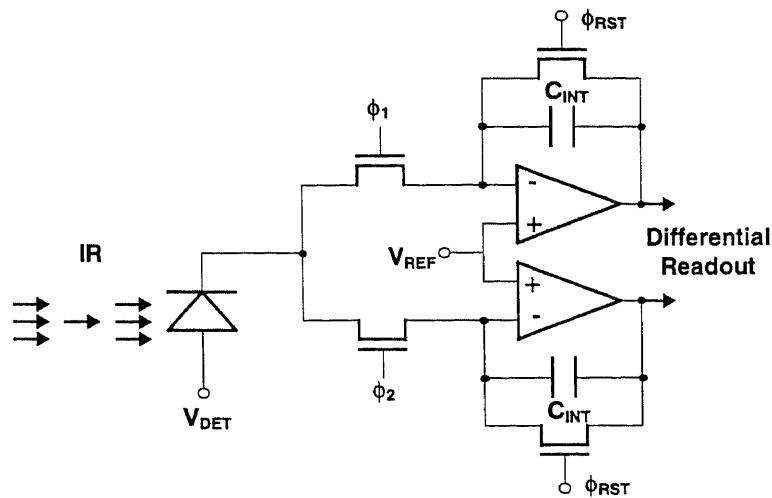 ϕRST
CINT
ϕ1
-
+
IR
VREF
Differential
Readout
+
-
VDET
ϕ2
CINT
ϕRST